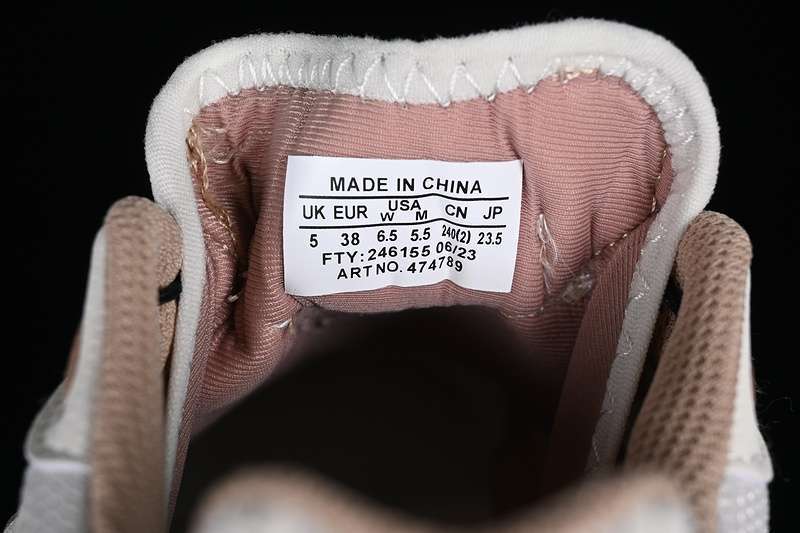 MADE IN CHINA
UK EUR USA W M CN JP
5 38 6.5 5.5 240(2) 23.5
FTY: 246155 06/23
ART NO. 474789